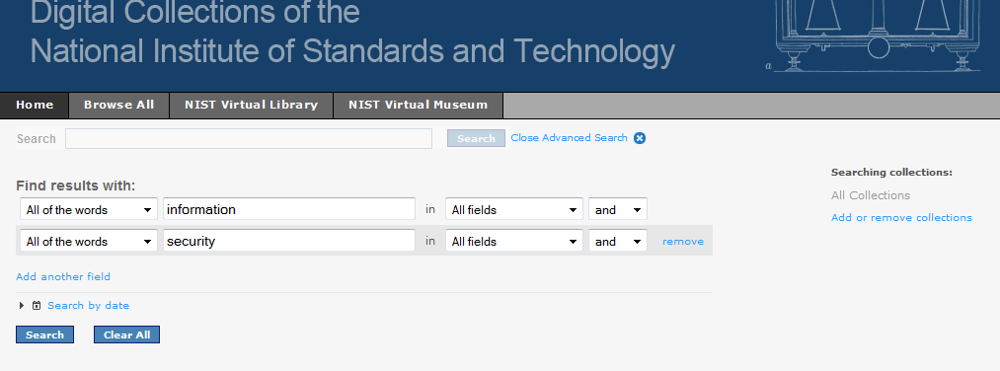 Digital Collections of the
National Institute of Standards and Technology
a
Home Browse All NIST Virtual Library NIST Virtual Museum
Search Search Close Advanced Search
Searching collections:
Find results with:
All Collections
All of the words information in All fields and
Add or remove collections
All of the words security in All fields and remove
Add another field
Search by date
Search Clear All